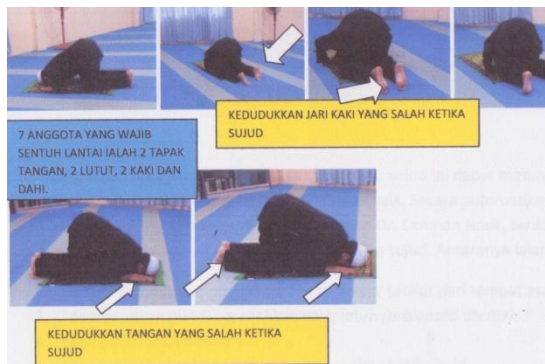 KEDUDUKKAN JARI KAKI YANG SALAH KETIKA
SUJUD
7 ANGGOTA YANG WAJIB
SENTUH LANTAI IALAH 2 TAPAK
TANGAN, 2 LUTUT, 2 KAKI DAN
DAHI.
KEDUDUKKAN TANGAN YANG SALAH KETIKA
SUJUD